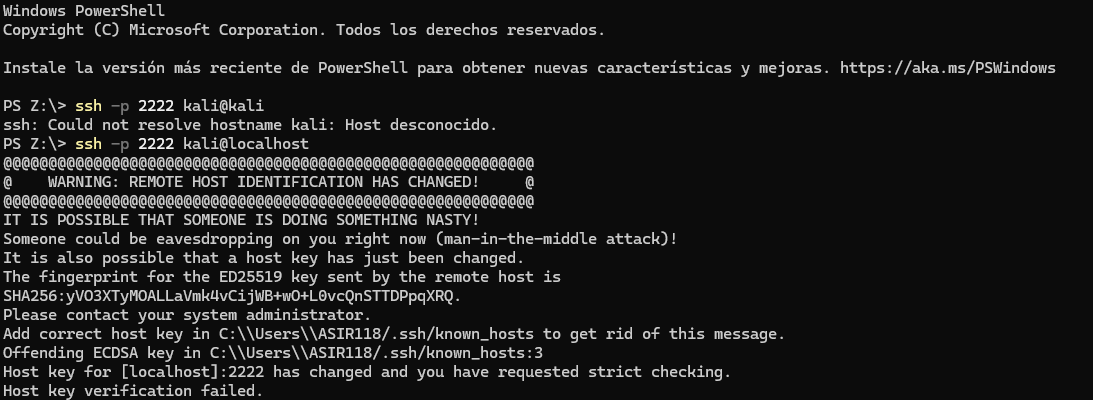 Windows PowerShell
Copyright (C) Microsoft Corporation. Todos los derechos reservados.
Instale la versión más reciente de PowerShell para obtener nuevas características y mejoras. https://aka.ms/PSWindows
PS Z:\> ssh -p 2222 kali@kali
ssh: Could not resolve hostname kali: Host desconocido.
PS Z:\> ssh -p 2222 kali@localhost
@@@@@@@@@@@@@@@@@@@@@@@@@@@@@@@@@@@@@@@@@@@@@@@@@@@@@@@@@@@
@    WARNING: REMOTE HOST IDENTIFICATION HAS CHANGED!     @
@@@@@@@@@@@@@@@@@@@@@@@@@@@@@@@@@@@@@@@@@@@@@@@@@@@@@@@@@@@
IT IS POSSIBLE THAT SOMEONE IS DOING SOMETHING NASTY!
Someone could be eavesdropping on you right now (man-in-the-middle attack)!
It is also possible that a host key has just been changed.
The fingerprint for the ED25519 key sent by the remote host is
SHA256:yVO3XTyMOALLaVmk4vCijWB+wO+L0vcQnSTTDPpqXRQ.
Please contact your system administrator.
Add correct host key in C:\\Users\\ASIR118/.ssh/known_hosts to get rid of this message.
Offending ECDSA key in C:\\Users\\ASIR118/.ssh/known_hosts:3
Host key for [localhost]:2222 has changed and you have requested strict checking.
Host key verification failed.